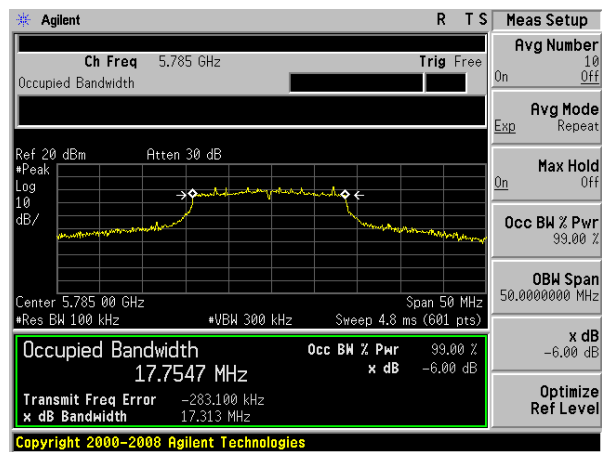 Agilent R T S
Meas Setup
Ch Freq 5.785 GHz Trig Free
Occupied Bandwidth
Ref 20 dBm Atten 30 dB
#Peak
Log
10
dB/
Center 5.785 00 GHz Span 50 MHz
#Res BW 100 kHz #VBW 300 kHz Sweep 4.8 ms (601 pts)
Occupied Bandwidth Occ BW % Pwr 99.00 %
17.7547 MHz x dB -6.00 dB
Transmit Freq Error -283.100 kHz
x dB Bandwidth 17.313 MHz
Copyright 2000-2008 Agilent Technologies
Avg Number
10
On Off
Avg Mode
Exp Repeat
Max Hold
On Off
Occ BW % Pwr
99.00 %
OBW Span
50.0000000 MHz
x dB
-6.00 dB
Optimize
Ref Level